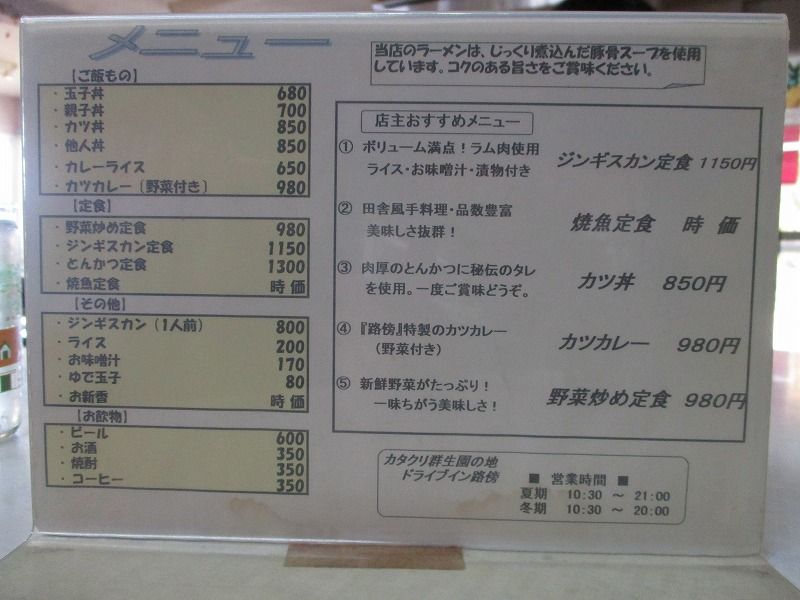 メニュー
当店のラーメンは、じっくり煮込んだ豚骨スープを使用
しています。コクのある旨さをご賞味ください。
【ご飯もの】
・玉子丼 680
・親子丼 700
・カツ丼 850
・他人丼 850
・カレーライス 650
・カツカレー〔野菜付き〕 980
【定食】
・野菜炒め定食 980
・ジンギスカン定食 1150
・とんかつ定食 1300
・焼魚定食 時価
【その他】
・ジンギスカン（1人前） 800
・ライス 200
・お味噌汁 170
・ゆで玉子 80
・お新香 時価
【お飲物】
・ビール 600
・お酒 350
・焼酎 350
・コーヒー 350
店主おすすめメニュー
① ボリューム満点！ラム肉使用
ライス・お味噌汁・漬物付き
ジンギスカン定食 1150円
② 田舎風手料理・品数豊富
美味しさ抜群！
焼魚定食 時価
③ 肉厚のとんかつに秘伝のタレ
を使用。一度ご賞味どうぞ。
カツ丼 850円
④ 『路傍』特製のカツカレー
（野菜付き）
カツカレー 980円
⑤ 新鮮野菜がたっぷり！
一味ちがう美味しさ！
野菜炒め定食 980円
カタクリ群生園の地
ドライブイン路傍
■ 営業時間 ■
夏期 10:30 ～ 21:00
冬期 10:30 ～ 20:00